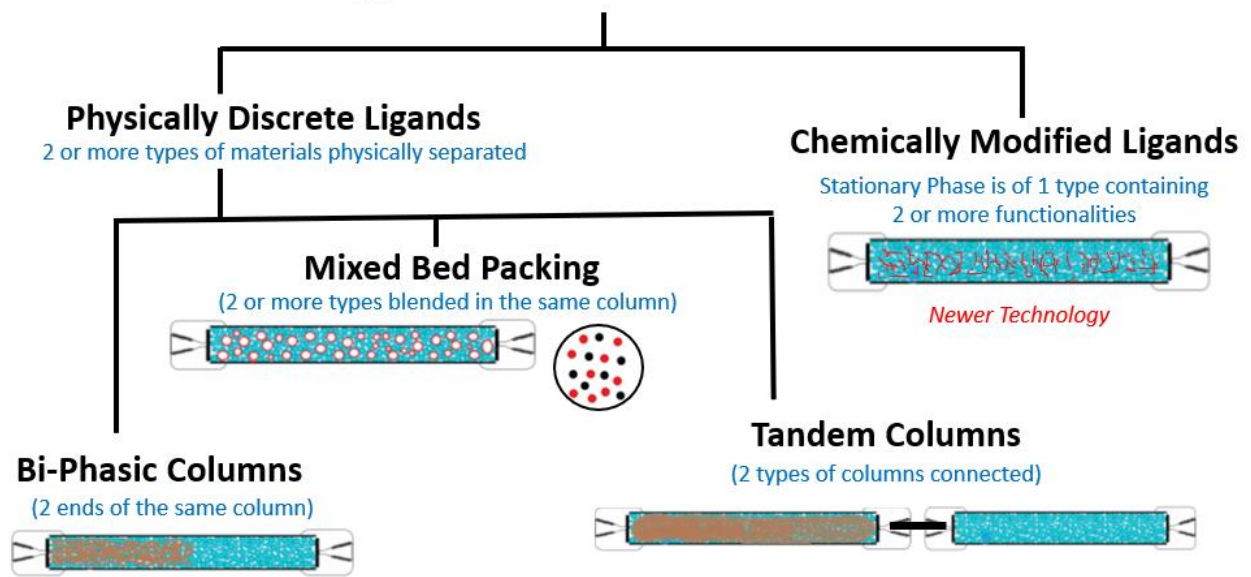 Physically Discrete Ligands
2 or more types of materials physically separated
Chemically Modified Ligands
Stationary Phase is of 1 type containing
2 or more functionalities
Newer Technology
Mixed Bed Packing
(2 or more types blended in the same column)
Tandem Columns
(2 types of columns connected)
Bi-Phasic Columns
(2 ends of the same column)